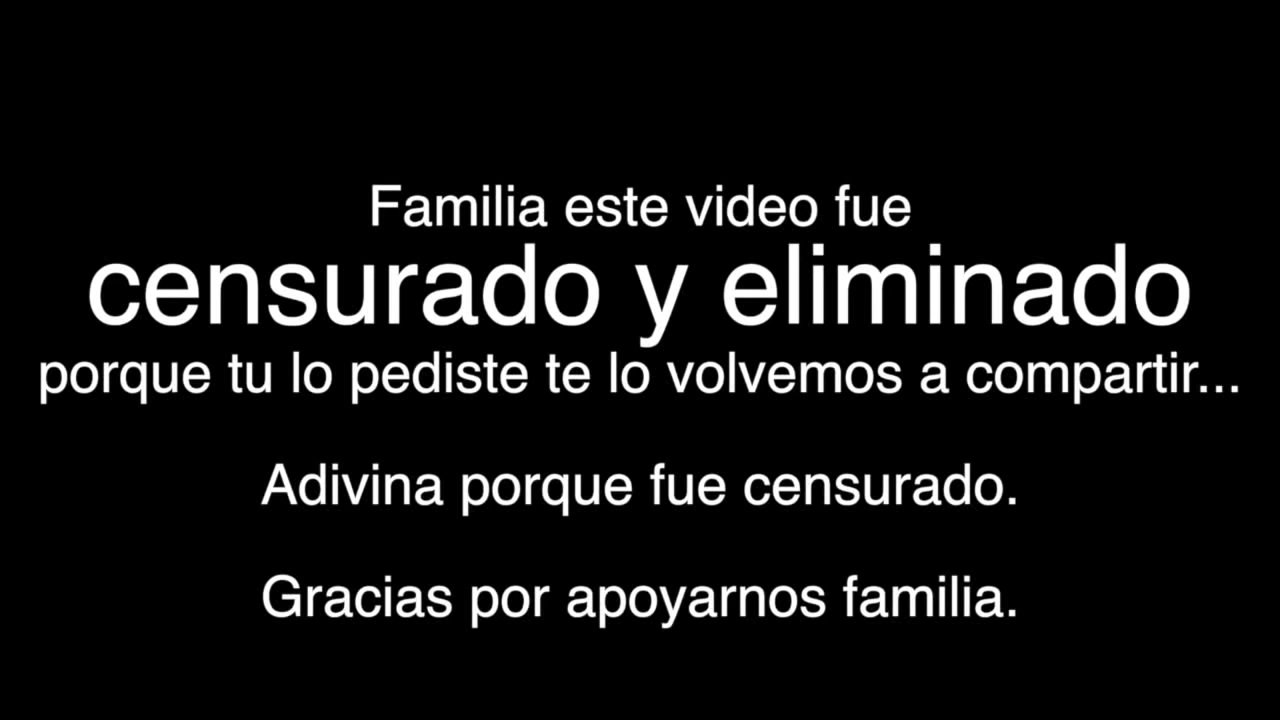 Familia este video fue
censurado y eliminado
porque tu lo pediste te lo volvemos a compartir...
Adivina porque fue censurado.
Gracias por apoyarnos familia.